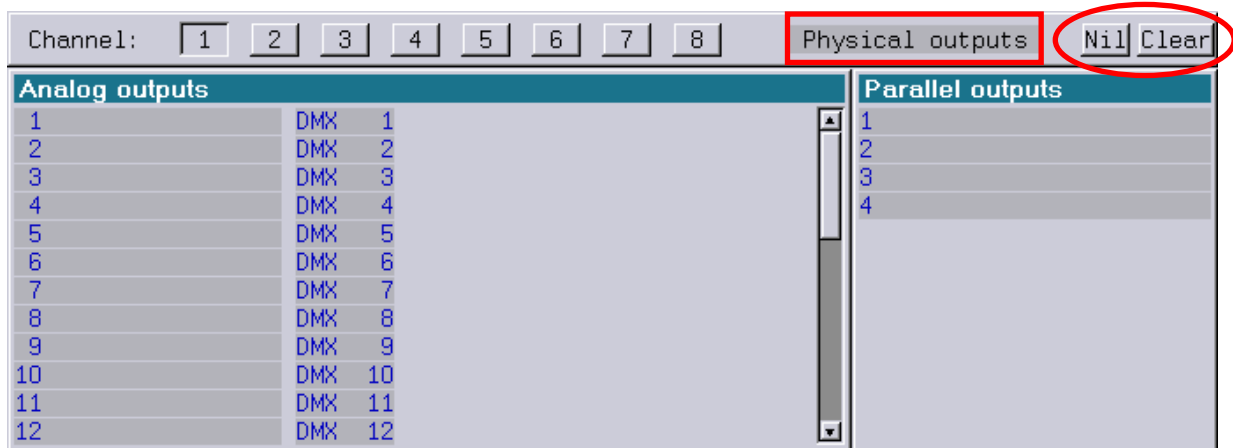 Channel: 1 2 3 4 5 6 7 8 Physical outputs Nil Clear
Analog outputs Parallel outputs
1 DMX 1 1
2 DMX 2 2
3 DMX 3 3
4 DMX 4 4
5 DMX 5
6 DMX 6
7 DMX 7
8 DMX 8
9 DMX 9
10 DMX 10
11 DMX 11
12 DMX 12